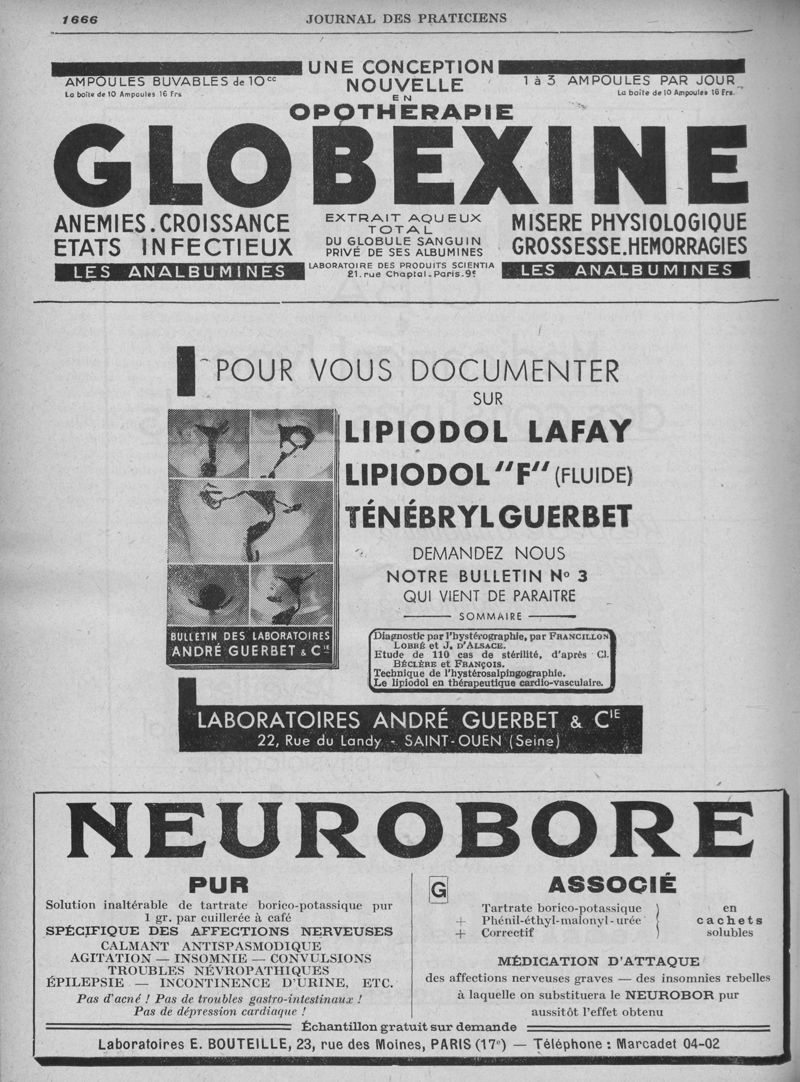 1666
JOURNAL DES PRATICIENS
UNE CONCEPTION
AMPOULES BUVABLES de 10cc
NOUVELLE
1 à 3 AMPOULES PAR JOUR
La boîte de 10 Ampoules 16 Frs
EN
La boîte de 10 Ampoules 16 Frs.
OPOTHERAPIE
GLOBEXINE
ANEMIES. CROISSANCE
ETATS INFECTIEUX
LES ANALBUMINES
EXTRAIT AQUEUX
TOTAL
DU GLOBULE SANGUIN
PRIVÉ DE SES ALBUMINES
LABORATOIRE DES PRODUITS SCIENTIA
21. rue Chaptal. Paris. 9e
MISERE PHYSIOLOGIQUE
GROSSESSE. HEMORRAGIES
LES ANALBUMINES
POUR VOUS DOCUMENTER
SUR
LIPIODOL LAFAY
LIPIODOL "F" (FLUIDE)
TÉNÉBRYL GUERBET
DEMANDEZ NOUS
NOTRE BULLETIN No 3
QUI VIENT DE PARAITRE
SOMMAIRE
Diagnostic par l'hystérographie, par FRANCILLON
LOBRÉ et J. D'ALSACE.
Etude de 110 cas de stérilité, d'après Cl.
BÉCLÈRE et FRANÇOIS.
Technique de l'hystérosalpingographie.
Le lipiodol en thérapeutique cardio-vasculaire.
BULLETIN DES LABORATOIRES
ANDRÉ GUERBET & Cie
LABORATOIRES ANDRÉ GUERBET & CIE
22, Rue du Landy - SAINT-OUEN (Seine)
NEUROBORE
PUR
Solution inaltérable de tartrate borico-potassique pur
1 gr. par cuillerée à café
SPÉCIFIQUE DES AFFECTIONS NERVEUSES
CALMANT ANTISPASMODIQUE
AGITATION — INSOMNIE — CONVULSIONS
TROUBLES NÉVROPATHIQUES
ÉPILEPSIE — INCONTINENCE D'URINE, ETC.
Pas d'acné ! Pas de troubles gastro-intestinaux !
Pas de dépression cardiaque !
G
ASSOCIÉ
Tartrate borico-potassique } en
+ Phénil-éthyl-malonyl-urée } cachets
+ Correctif } solubles
MÉDICATION D'ATTAQUE
des affections nerveuses graves — des insomnies rebelles
à laquelle on substituera le NEUROBOR pur
aussitôt l'effet obtenu
Échantillon gratuit sur demande
Laboratoires E. BOUTEILLE, 23, rue des Moines, PARIS (17e) — Téléphone : Marcadet 04-02